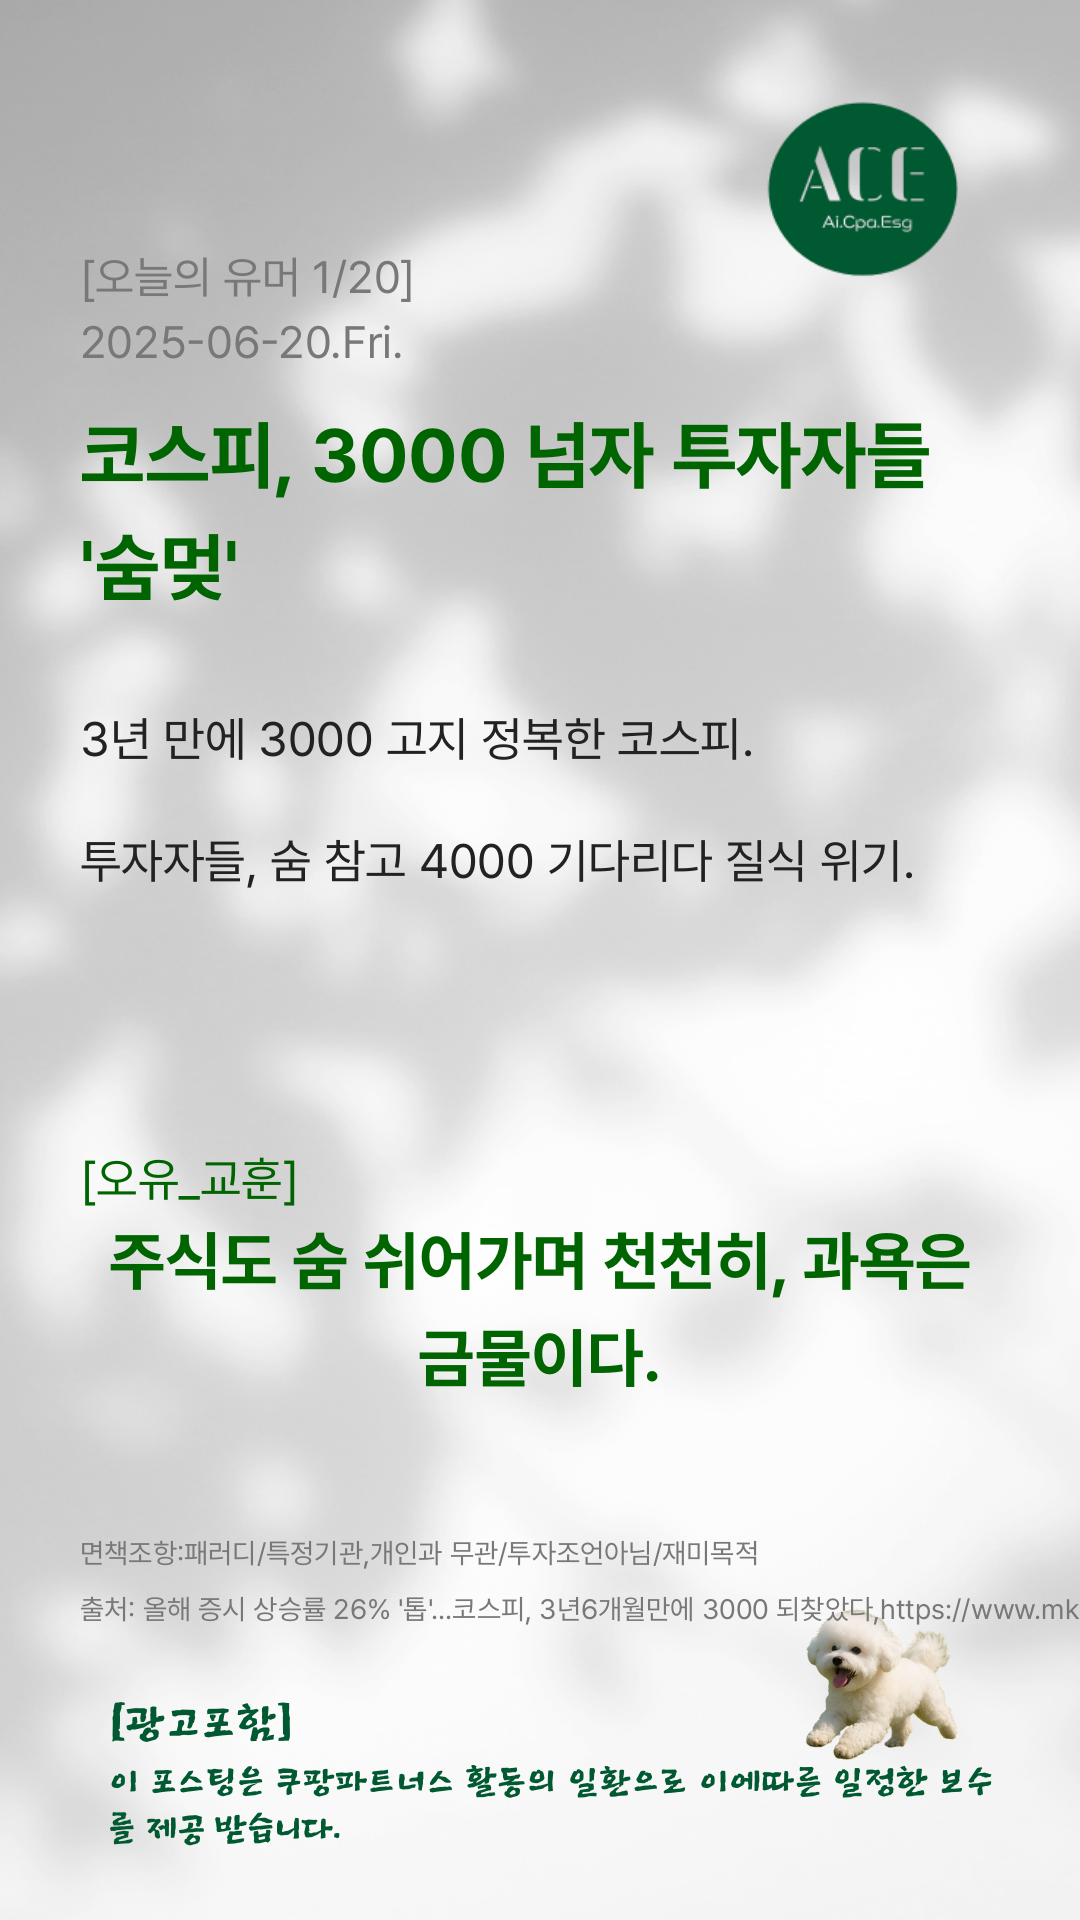 ACE
Ai.Cpa.Esg
[오늘의 유머 1/20]
2025-06-20.Fri.
코스피, 3000 넘자 투자자들
'숨멎'
3년 만에 3000 고지 정복한 코스피.
투자자들, 숨 참고 4000 기다리다 질식 위기.
[오유_교훈]
주식도 숨 쉬어가며 천천히, 과욕은
금물이다.
면책조항:패러디/특정기관,개인과 무관/투자조언아님/재미목적
출처: 올해 증시 상승률 26% '톱'...코스피, 3년6개월만에 3000 되찾았다,https://www.mk
[광고포함]
이 포스팅은 쿠팡파트너스 활동의 일환으로 이에따른 일정한 보수
를 제공 받습니다.